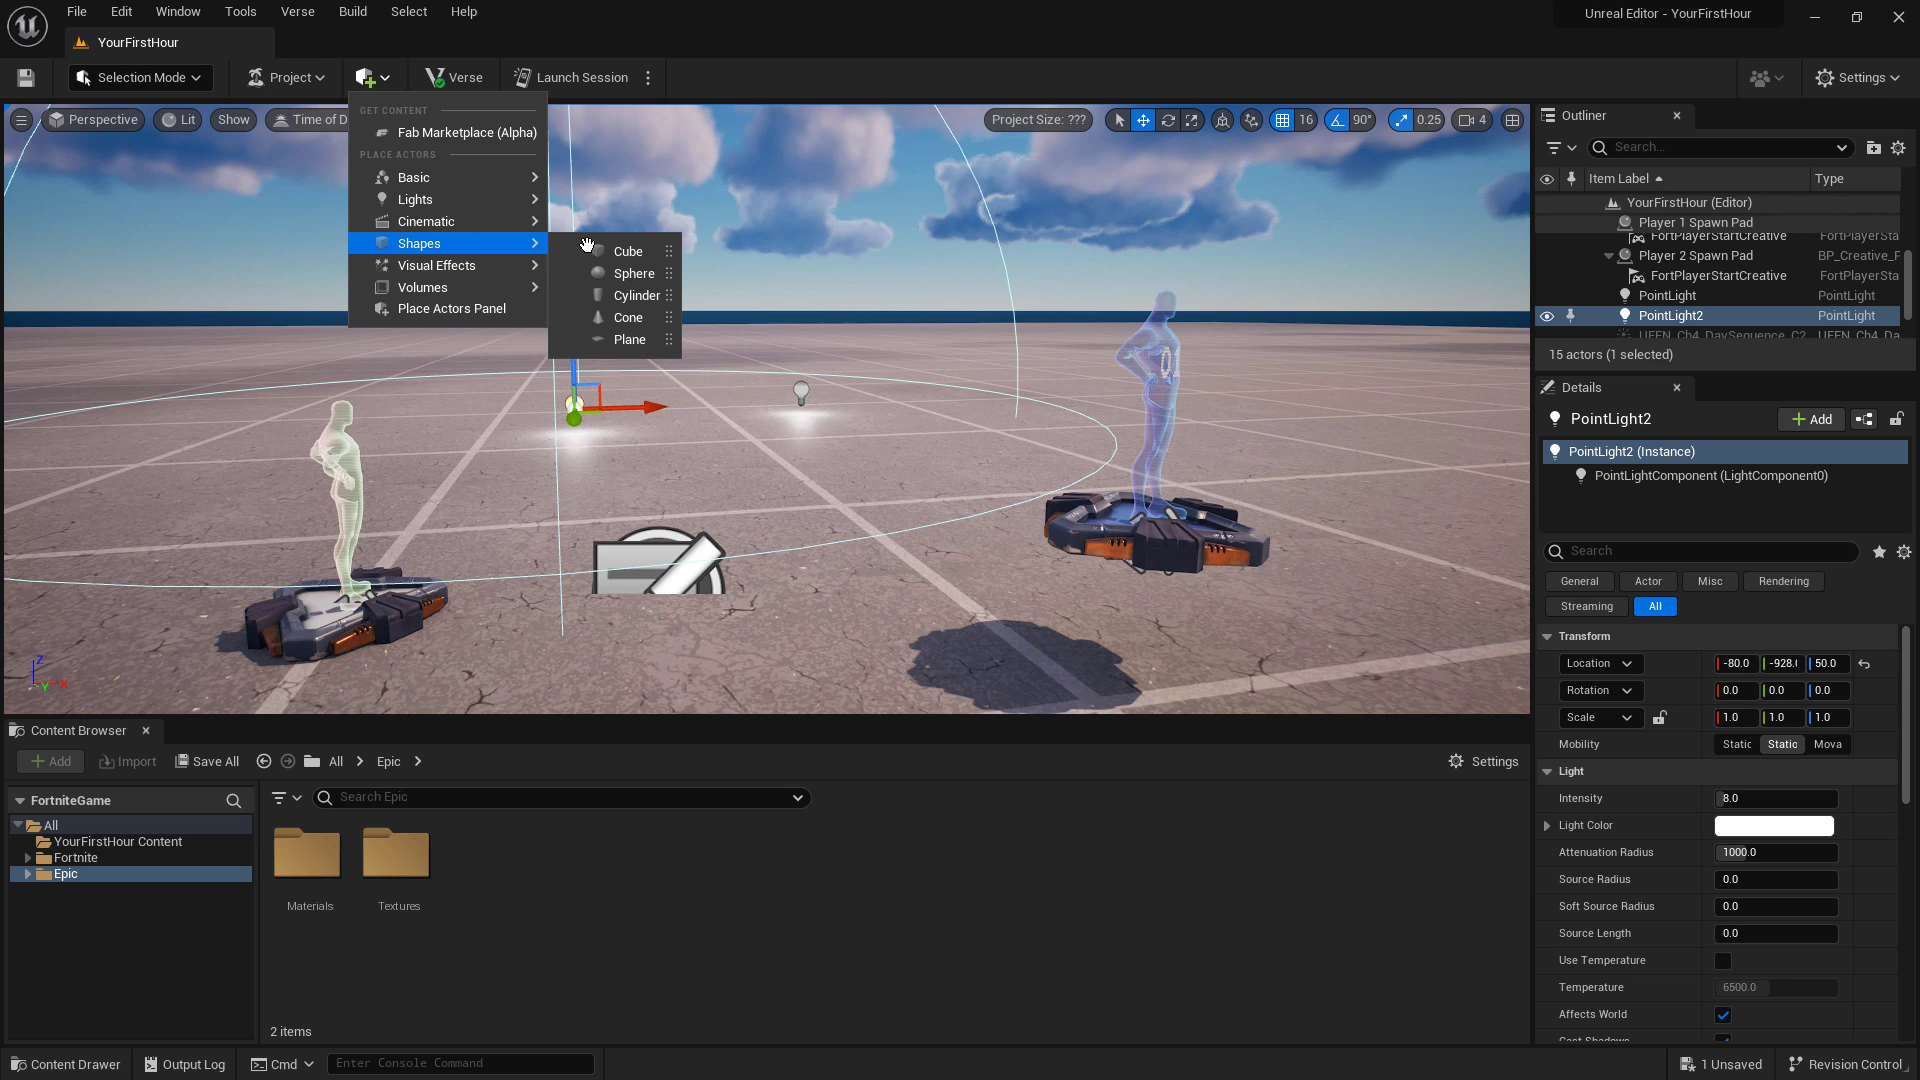 File Edit Window Tools Verse Build Select Help
Unreal Editor - YourFirstHour
YourFirstHour
Selection Mode
Project
Verse
Launch Session
Settings
Perspective
Lit
Show
Time of D
Project Size: ???
16
90°
0.25
4
GET CONTENT
Fab Marketplace (Alpha)
PLACE ACTORS
Basic
Lights
Cinematic
Shapes
Visual Effects
Volumes
Place Actors Panel
Cube
Sphere
Cylinder
Cone
Plane
Z
Y
X
Outliner
Search...
Item Label Type
YourFirstHour (Editor)
Player 1 Spawn Pad
FortPlayerStartCreative FortPlayerSta
Player 2 Spawn Pad BP_Creative_F
FortPlayerStartCreative FortPlayerSta
PointLight PointLight
PointLight2 PointLight
UEFN_Ch4_DaySequence_C2 UEFN_Ch4_Da
15 actors (1 selected)
Details
PointLight2
Add
PointLight2 (Instance)
PointLightComponent (LightComponent0)
Search
General Actor Misc Rendering
Streaming All
Transform
Location -80.0 -928.( 50.0
Rotation 0.0 0.0 0.0
Scale 1.0 1.0 1.0
Mobility Static Static Mova
Light
Intensity 8.0
Light Color
Attenuation Radius 1000.0
Source Radius 0.0
Soft Source Radius 0.0
Source Length 0.0
Use Temperature
Temperature 6500.0
Affects World
Cast Shadows
Content Browser
Add Import Save All All Epic
Settings
FortniteGame
Search Epic
All
YourFirstHour Content
Fortnite
Epic
Materials Textures
2 items
Content Drawer Output Log Cmd Enter Console Command
1 Unsaved Revision Control